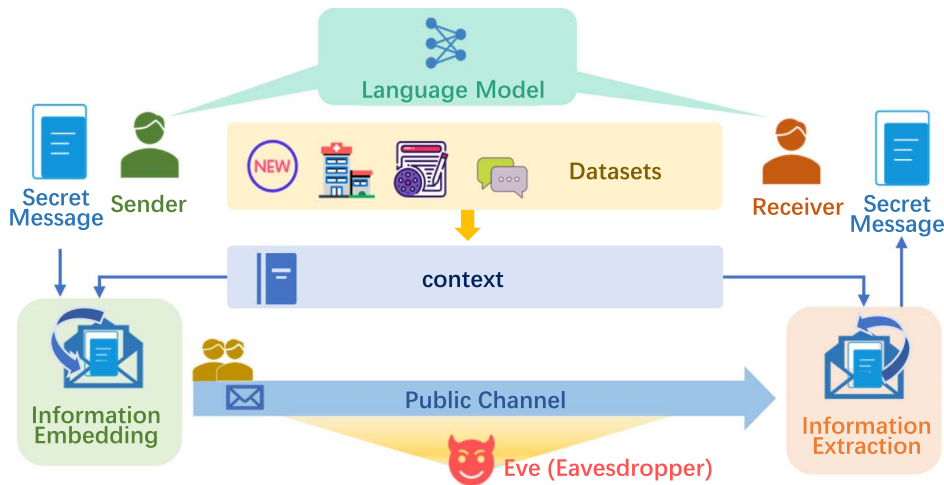 Language Model
NEW
Datasets
Secret
Message
Sender
Receiver
Secret
Message
context
Information
Embedding
Public Channel
Information
Extraction
Eve (Eavesdropper)